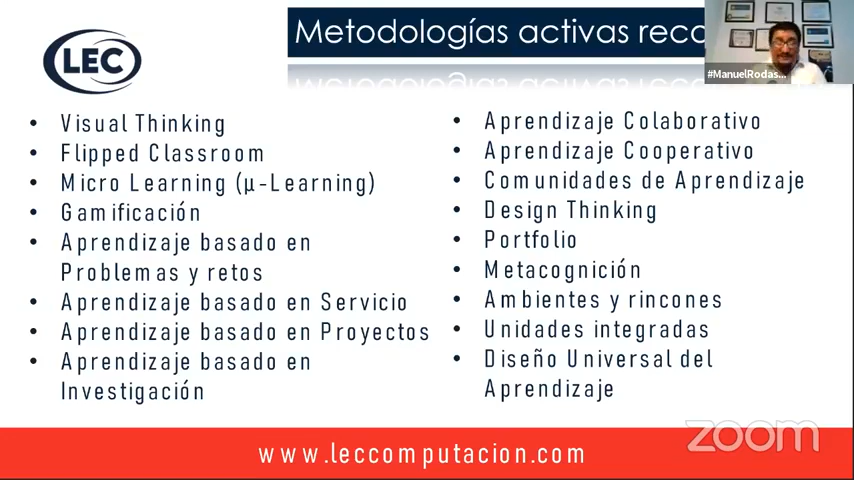 LEC
Metodologías activas reco
#ManuelRodas...
Visual Thinking
Flipped Classroom
Micro Learning (µ-Learning)
Gamificación
Aprendizaje basado en
Problemas y retos
Aprendizaje basado en Servicio
Aprendizaje basado en Proyectos
Aprendizaje basado en
Investigación
Aprendizaje Colaborativo
Aprendizaje Cooperativo
Comunidades de Aprendizaje
Design Thinking
Portfolio
Metacognición
Ambientes y rincones
Unidades integradas
Diseño Universal del
Aprendizaje
zoom
www.leccomputacion.com